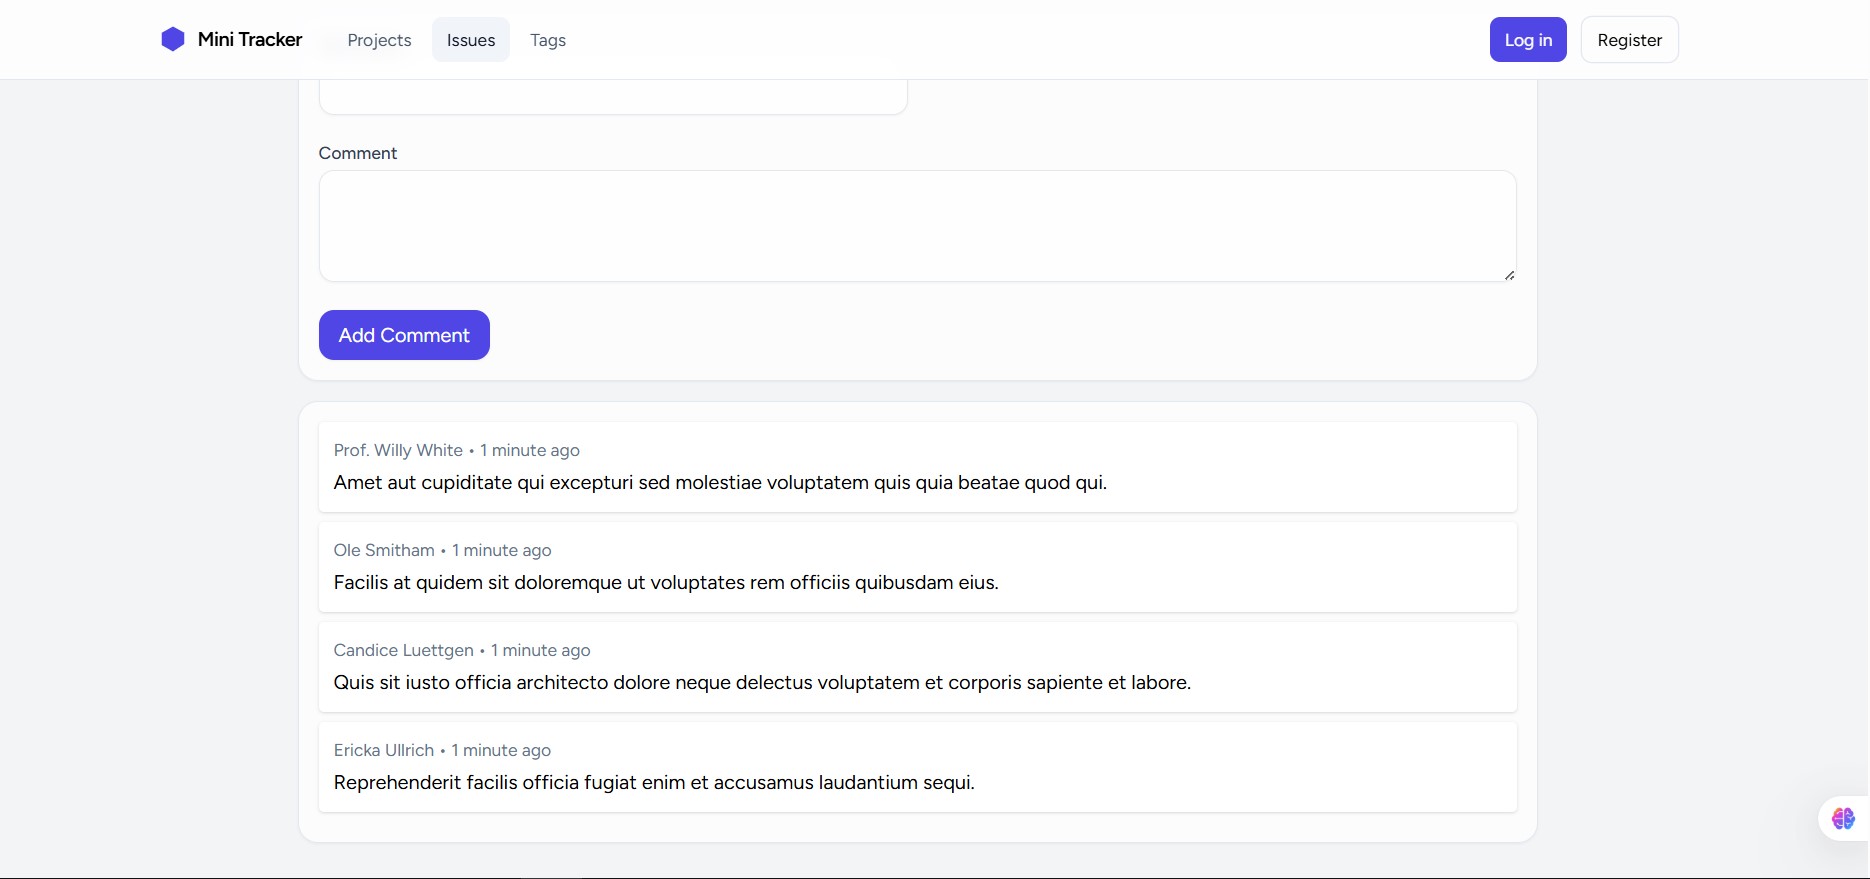 Mini Tracker Projects Issues Tags Log in Register
Comment
Add Comment
Prof. Willy White • 1 minute ago
Amet aut cupiditate qui excepturi sed molestiae voluptatem quis quia beatae quod qui.
Ole Smitham • 1 minute ago
Facilis at quidem sit doloremque ut voluptates rem officiis quibusdam eius.
Candice Luettgen • 1 minute ago
Quis sit iusto officia architecto dolore neque delectus voluptatem et corporis sapiente et labore.
Ericka Ullrich • 1 minute ago
Reprehenderit facilis officia fugiat enim et accusamus laudantium sequi.